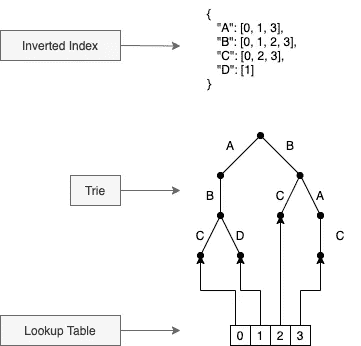 Inverted Index
{
"A": [0, 1, 3],
"B": [0, 1, 2, 3],
"C": [0, 2, 3],
"D": [1]
}
A B
Trie
B C A
C D C
Lookup Table
0 1 2 3